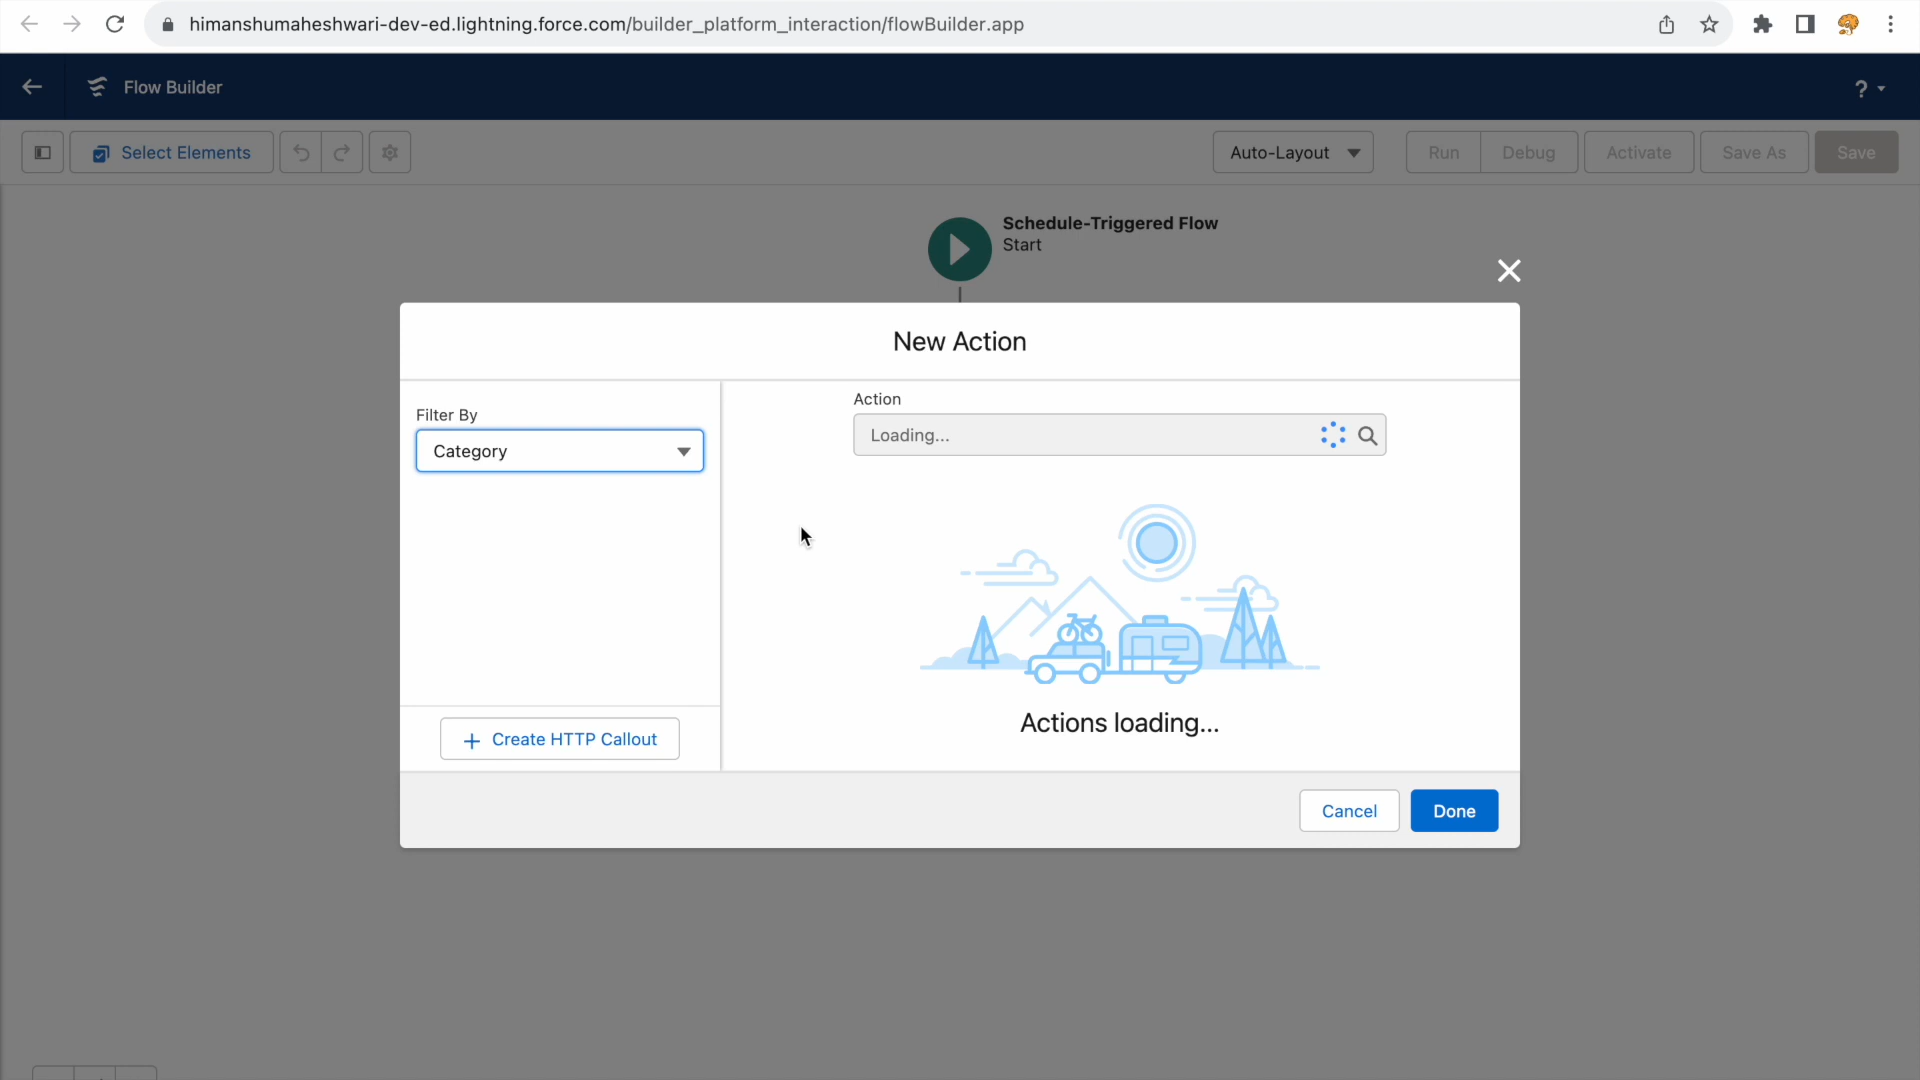 himanshumaheshwari-dev-ed.lightning.force.com/builder_platform_interaction/flowBuilder.app
Flow Builder
?
Select Elements
Auto-Layout
Run
Debug
Activate
Save As
Save
Schedule-Triggered Flow
Start
New Action
Filter By
Category
Action
Loading...
Actions loading...
Create HTTP Callout
Cancel
Done